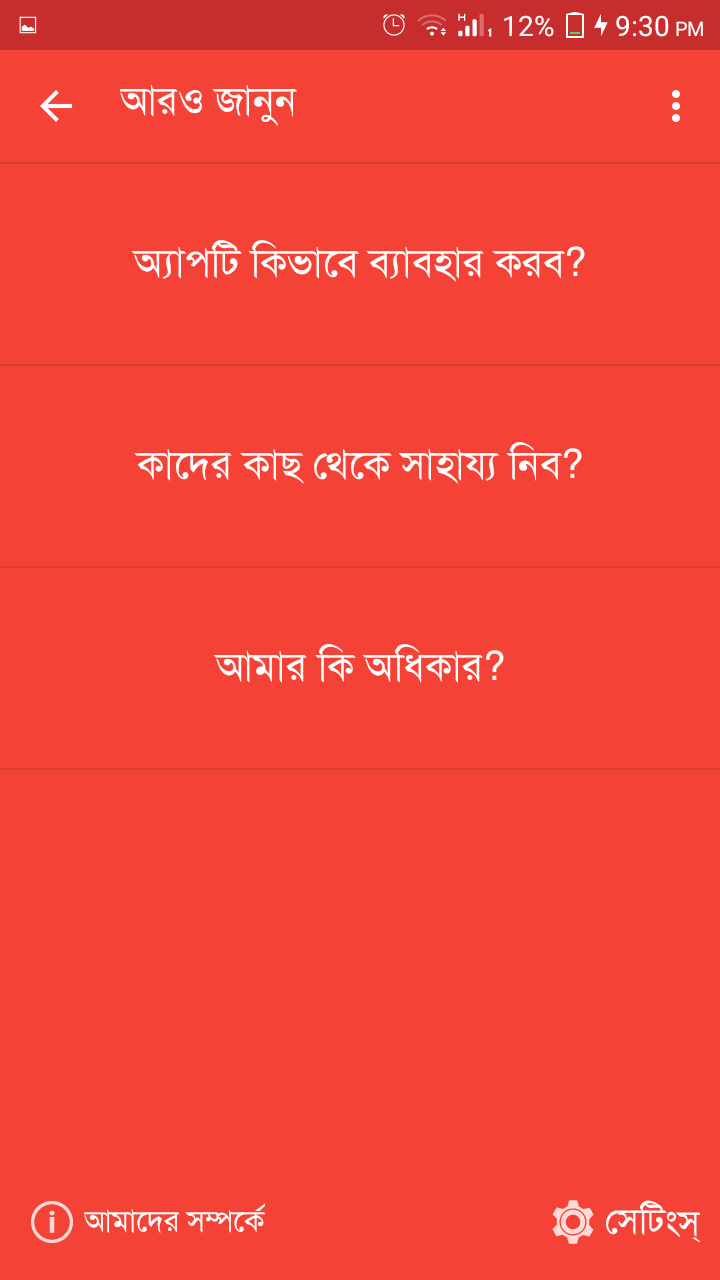 H 1 12% 9:30 PM
আরও জানুন
অ্যাপটি কিভাবে ব্যাবহার করব?
কাদের কাছ থেকে সাহায্য নিব?
আমার কি অধিকার?
আমাদের সম্পর্কে সেটিংস্